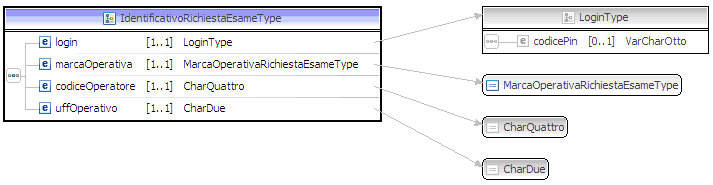 IdentificativoRichiestaEsameType
login [1..1] LoginType
marcaOperativa [1..1] MarcaOperativaRichiestaEsameType
codiceOperatore [1..1] CharQuattro
uffOperativo [1..1] CharDue
LoginType
codicePin [0..1] VarCharOtto
MarcaOperativaRichiestaEsameType
CharQuattro
CharDue